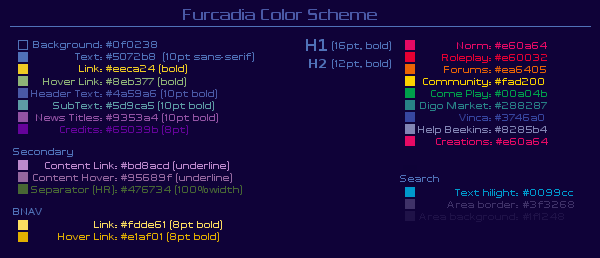 Furcadia Color Scheme
Background: #0f0238
Text: #5072b8 (10pt sans-serif)
Link: #eeca24 (bold)
Hover Link: #8eb377 (bold)
Header Text: #4a59a6 (10pt bold)
SubText: #5d9ca5 (10pt bold)
News Titles: #9353a4 (10pt bold)
Credits: #65039b (8pt)
H1 (16pt, bold)
H2 (12pt, bold)
Norm: #e60a64
Roleplay: #e60032
Forums: #ea6405
Community: #fad200
Come Play: #00a04b
Digo Market: #288287
Vinca: #3746a0
Help Beekins: #8285b4
Creations: #e60a64
Secondary
Content Link: #bd8acd (underline)
Content Hover: #95689f (underline)
Separator (HR): #476734 (100%width)
BNAV
Link: #fdde61 (8pt bold)
Hover Link: #e1af01 (8pt bold)
Search
Text hilight: #0099cc
Area border: #3f3268
Area background: #1f1248